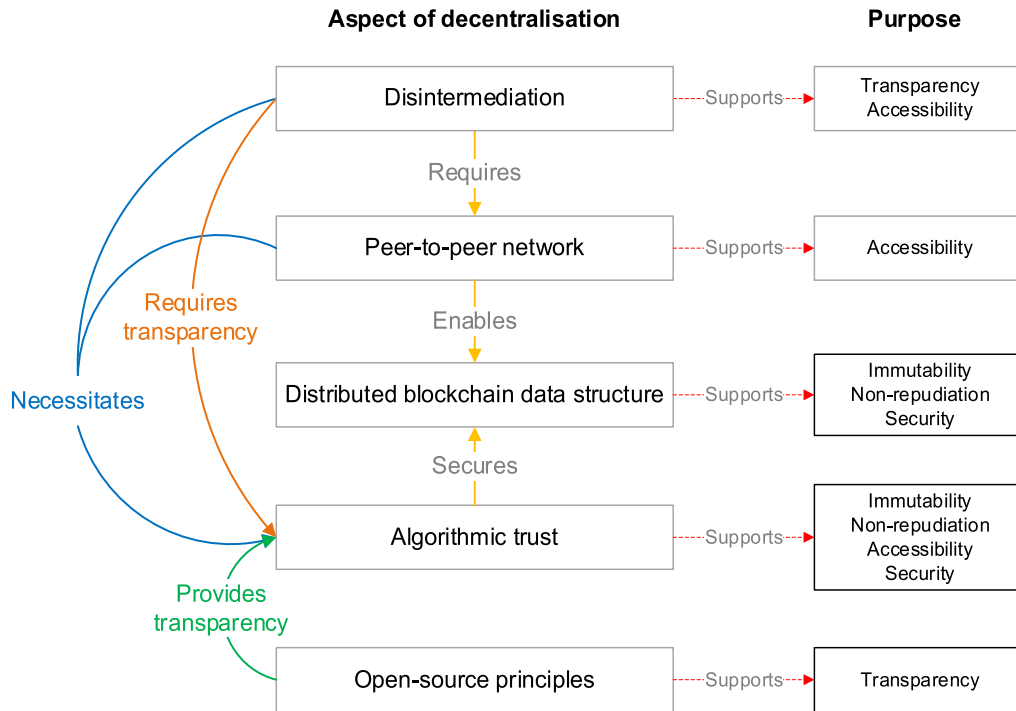 Aspect of decentralisation
Purpose
Disintermediation
Supports
Transparency
Accessibility
Requires
Peer-to-peer network
Supports
Accessibility
Requires
transparency
Enables
Necessitates
Distributed blockchain data structure
Supports
Immutability
Non-repudiation
Security
Secures
Algorithmic trust
Supports
Immutability
Non-repudiation
Accessibility
Security
Provides
transparency
Open-source principles
Supports
Transparency